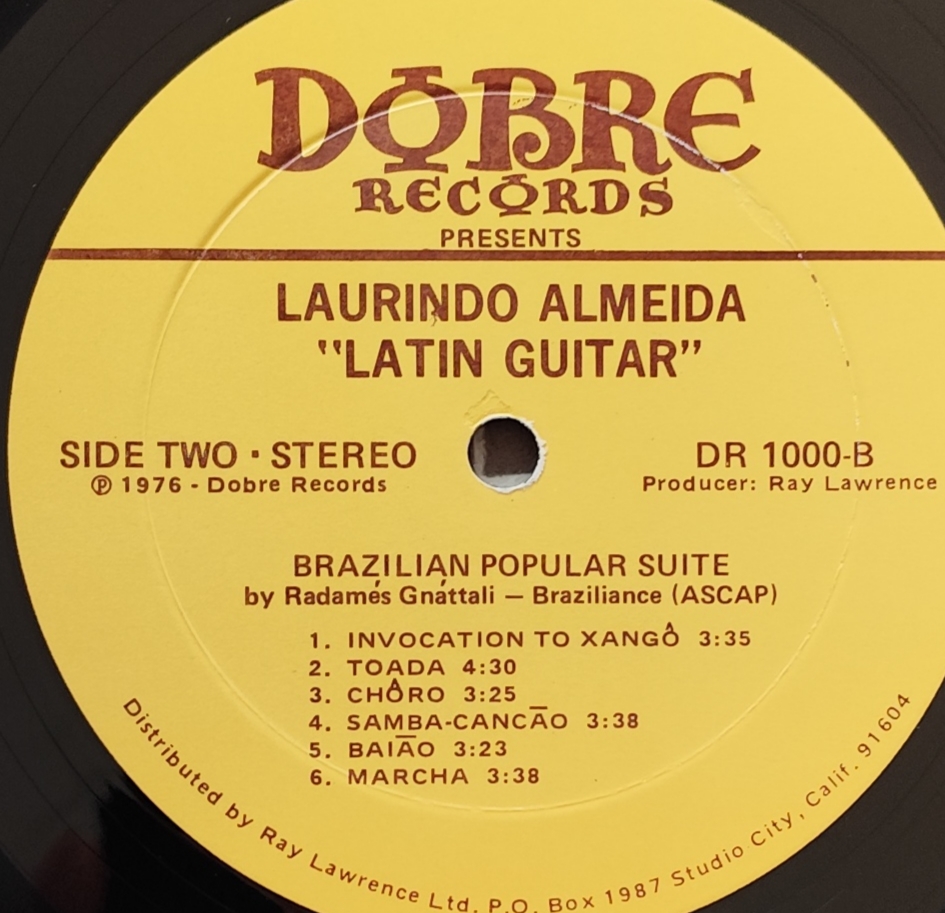 DOBRE
RECORDS
PRESENTS
LAURINDO ALMEIDA
"LATIN GUITAR"
SIDE TWO · STEREO
℗ 1976 - Dobre Records
DR 1000-B
Producer: Ray Lawrence
BRAZILIAN POPULAR SUITE
by Radamés Gnáttali — Braziliance (ASCAP)
1. INVOCATION TO XANGÔ 3:35
2. TOADA 4:30
3. CHÔRO 3:25
4. SAMBA-CANCĀO 3:38
5. BAIĀO 3:23
6. MARCHA 3:38
Distributed by Ray Lawrence Ltd. P.O. Box 1987 Studio City, Calif. 91604